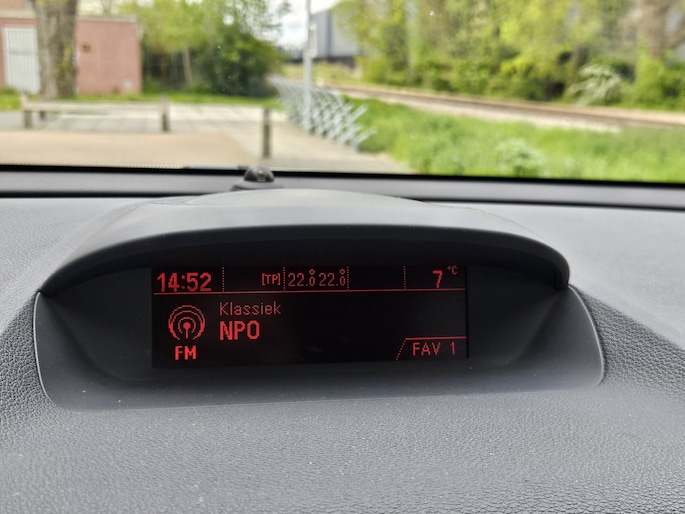 14:52 [TP] 22.0° 22.0° 7 °C
Klassiek
NPO
FM
FAV 1